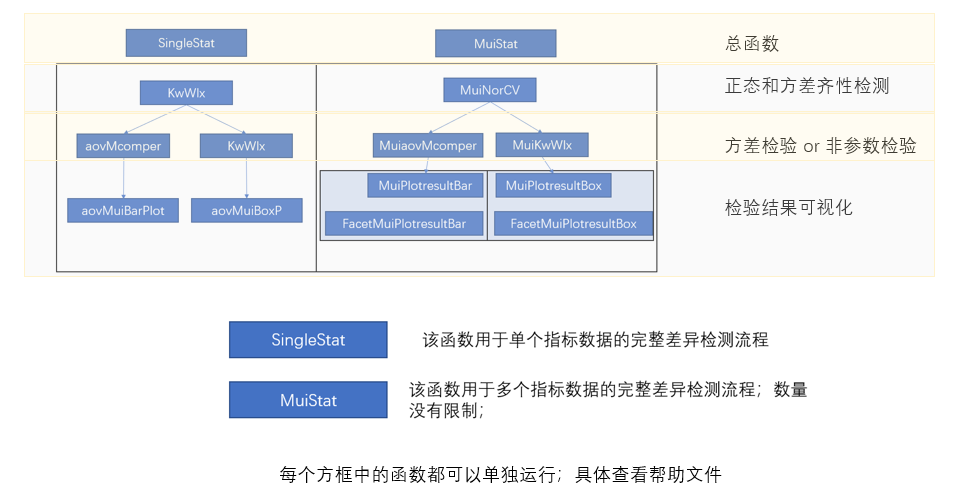 SingleStat
MuiStat
总函数
KwWlx
MuiNorCV
正态和方差齐性检测
aovMcomper
KwWlx
MuiaovMcomper
MuiKwWlx
方差检验 or 非参数检验
aovMuiBarPlot
aovMuiBoxP
MuiPlotresultBar
MuiPlotresultBox
检验结果可视化
FacetMuiPlotresultBar
FacetMuiPlotresultBox
SingleStat
该函数用于单个指标数据的完整差异检测流程
MuiStat
该函数用于多个指标数据的完整差异检测流程；数量
没有限制；
每个方框中的函数都可以单独运行；具体查看帮助文件